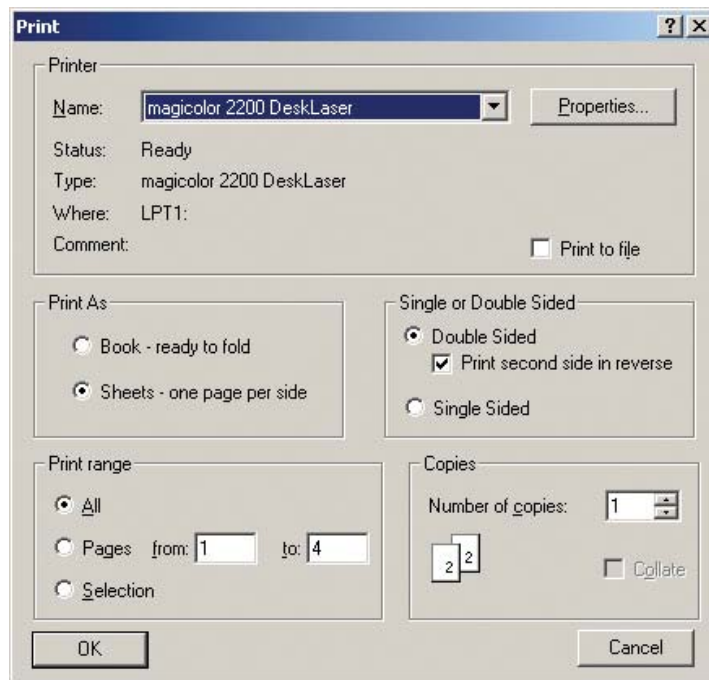 Print
Printer
Name: magicolor 2200 DeskLaser Properties...
Status: Ready
Type: magicolor 2200 DeskLaser
Where: LPT1:
Comment: Print to file
Print As
Book - ready to fold
Sheets - one page per side
Single or Double Sided
Double Sided
Print second side in reverse
Single Sided
Print range
All
Pages from: 1 to: 4
Selection
Copies
Number of copies: 1
2 2
Collate
OK Cancel